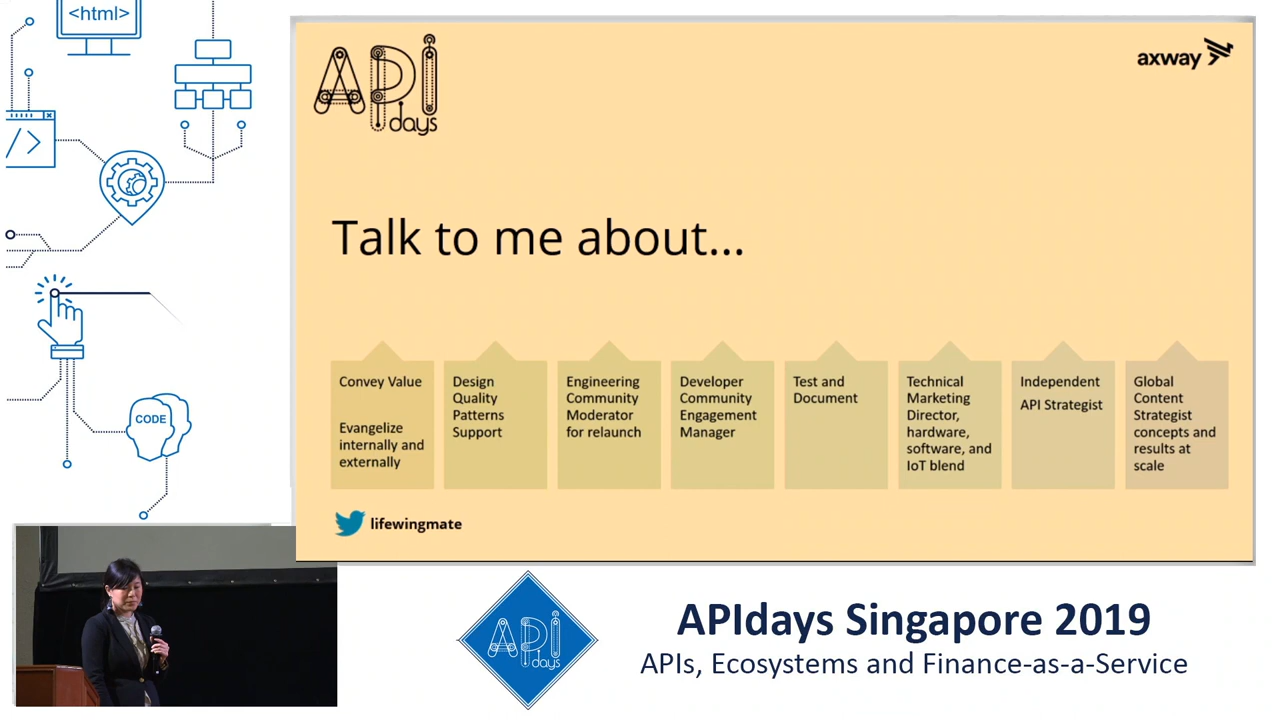 <html>
</>
CODE
API
days
axway
Talk to me about...
Convey Value
Evangelize
internally and
externally
Design
Quality
Patterns
Support
Engineering
Community
Moderator
for relaunch
Developer
Community
Engagement
Manager
Test and
Document
Technical
Marketing
Director,
hardware,
software, and
IoT blend
Independent
API Strategist
Global
Content
Strategist
concepts and
results at
scale
lifewingmate
API
days
APIdays Singapore 2019
APIs, Ecosystems and Finance-as-a-Service